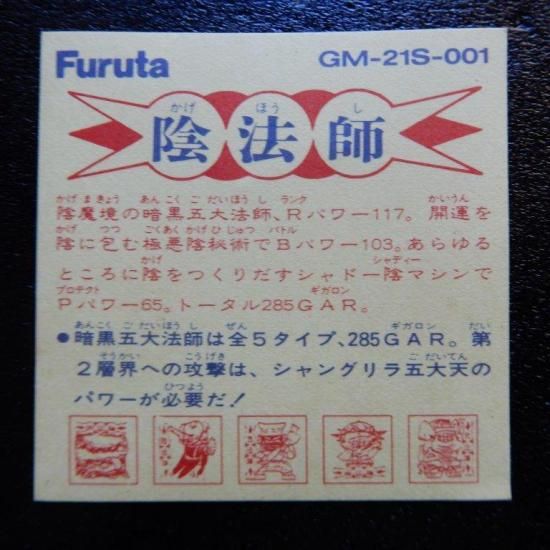 Furuta
GM-21S-001
かげ ほう し
陰法師
かげ ま きょう あん こく ご だい ほう し ランク
陰魔境の暗黒五大法師、Rパワー117。開運を
かいうん
かげ つつ ごくあく かげ ひ じゅつ バトル
陰に包む極悪陰秘術でBパワー103。あらゆる
かげ シャディー
ところに陰をつくりだすシャドー陰マシンで
プロテクト ギガロン
Pパワー65。トータル285GAR。
あんこく ご だい ほう し ぜん ギガロン だい
●暗黒五大法師は全5タイプ、285GAR。第
そうかい こうげき ご だいてん
2層界への攻撃は、シャングリラ五大天の
ひつよう
パワーが必要だ!